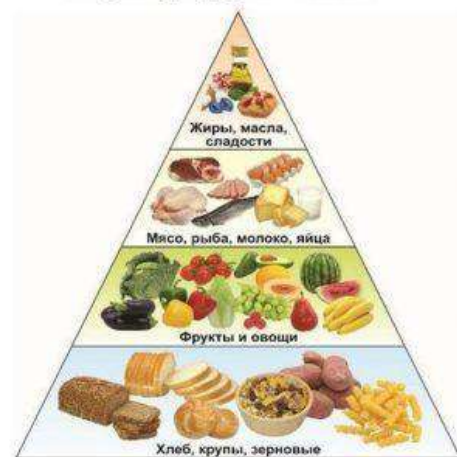 Жиры, масла,
сладости
Мясо, рыба, молоко, яйца
Фрукты и овощи
Хлеб, крупы, зерновые